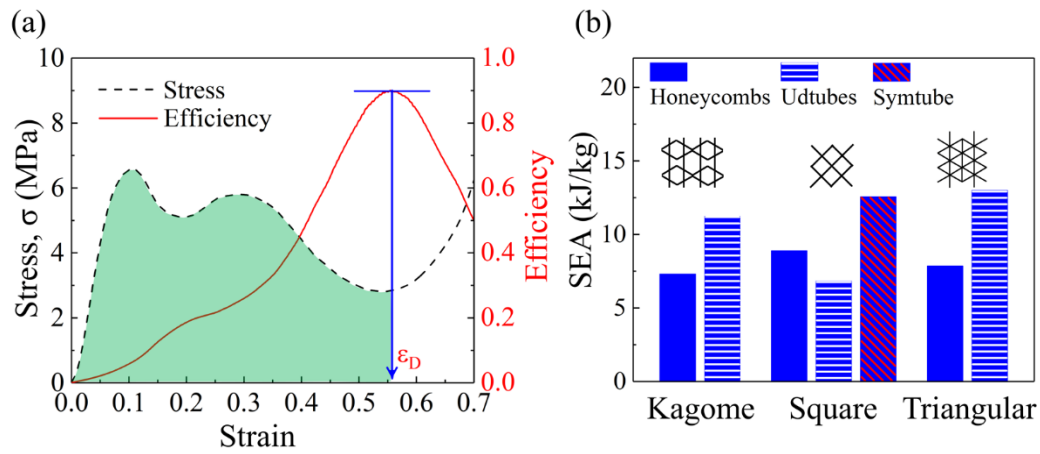 (a)
10
8
6
4
2
0
Stress, σ (MPa)
Stress
Efficiency
1.0
0.8
0.6
0.4
0.2
0.0
Efficiency
ε_D
0.0 0.1 0.2 0.3 0.4 0.5 0.6 0.7
Strain
(b)
20
15
10
5
0
SEA (kJ/kg)
Honeycombs Udtubes Symtube
Kagome Square Triangular